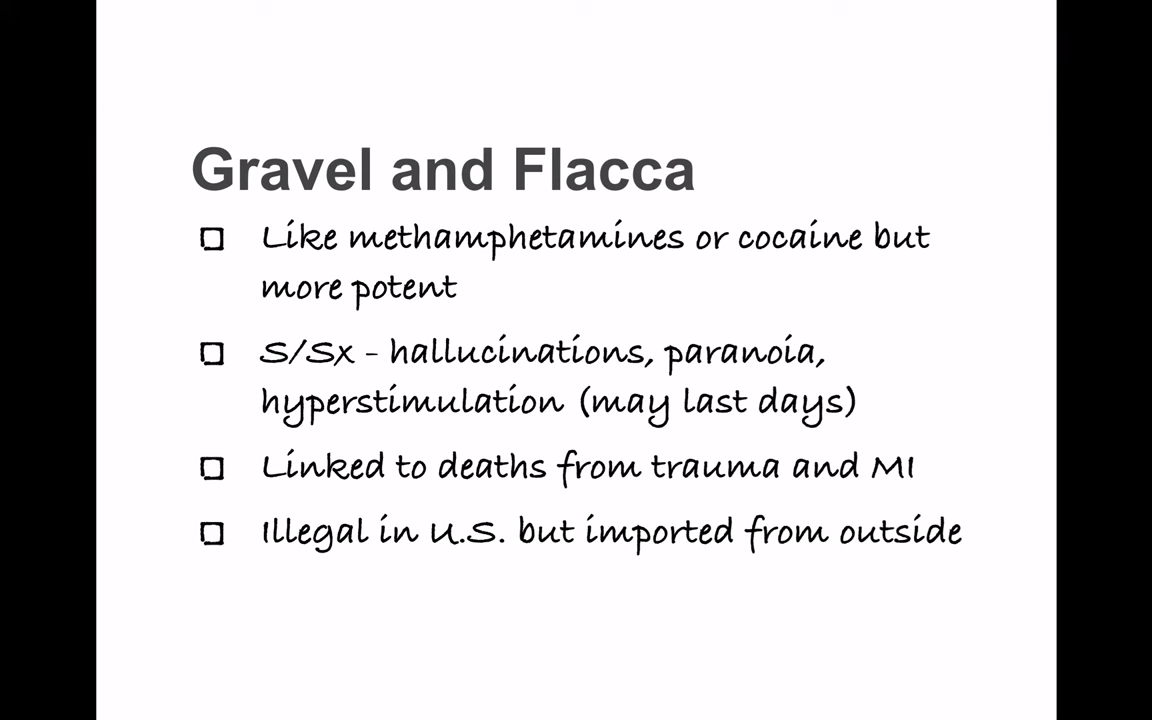 Gravel and Flacca
Like methamphetamines or cocaine but
more potent
S/Sx - hallucinations, paranoia,
hyperstimulation (may last days)
Linked to deaths from trauma and MI
Illegal in U.S. but imported from outside